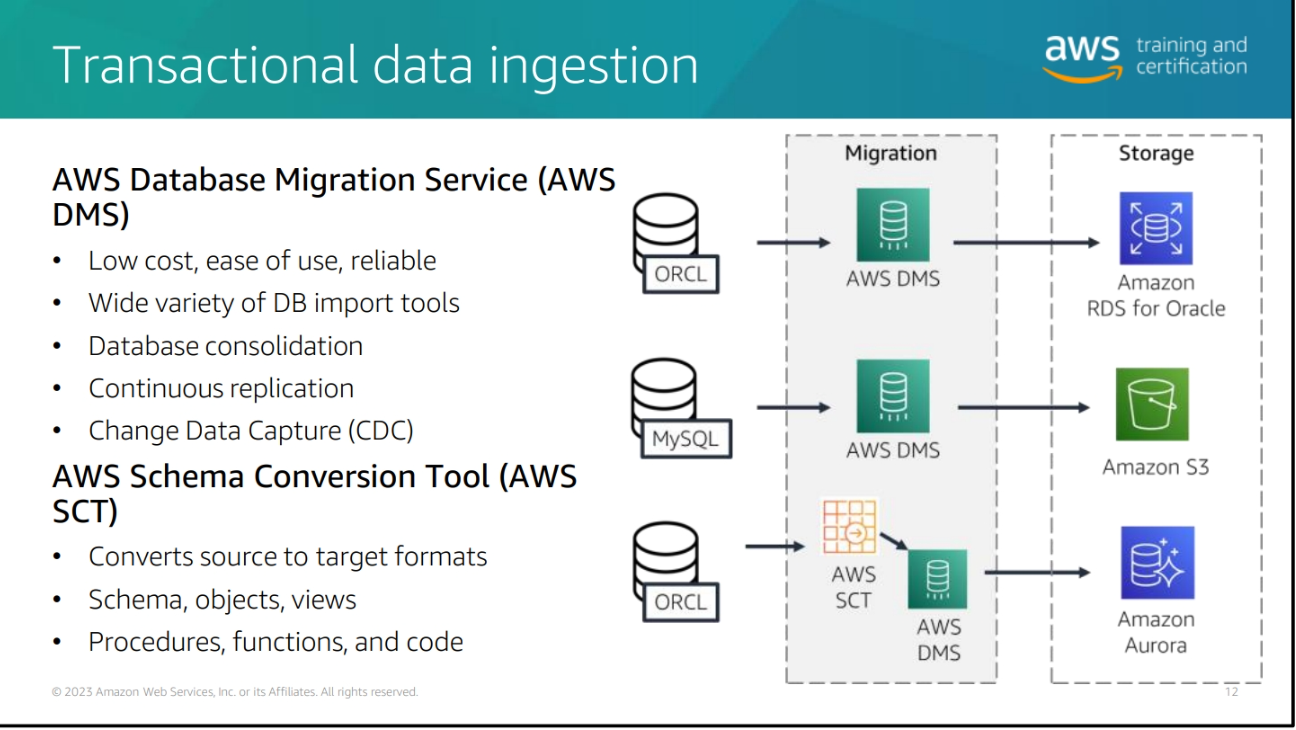 Transactional data ingestion
aws training and
certification
AWS Database Migration Service (AWS
DMS)
• Low cost, ease of use, reliable
• Wide variety of DB import tools
• Database consolidation
• Continuous replication
• Change Data Capture (CDC)
AWS Schema Conversion Tool (AWS
SCT)
• Converts source to target formats
• Schema, objects, views
• Procedures, functions, and code
Migration
Storage
ORCL
AWS DMS
Amazon
RDS for Oracle
MySQL
AWS DMS
Amazon S3
ORCL
AWS
SCT
AWS
DMS
Amazon
Aurora
© 2023 Amazon Web Services, Inc. or its Affiliates. All rights reserved.
12